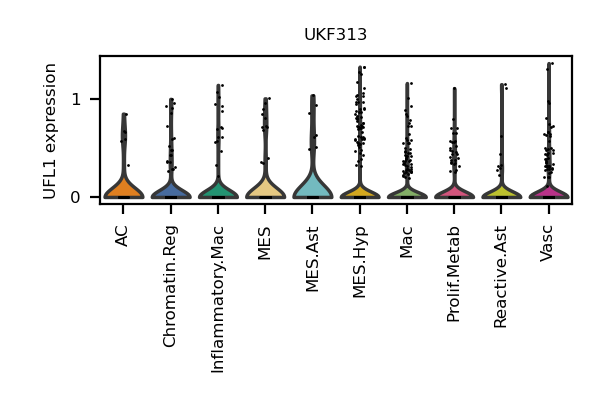 UKF313
UFL1 expression
1
0
AC
Chromatin.Reg
Inflammatory.Mac
MES
MES.Ast
MES.Hyp
Mac
Prolif.Metab
Reactive.Ast
Vasc